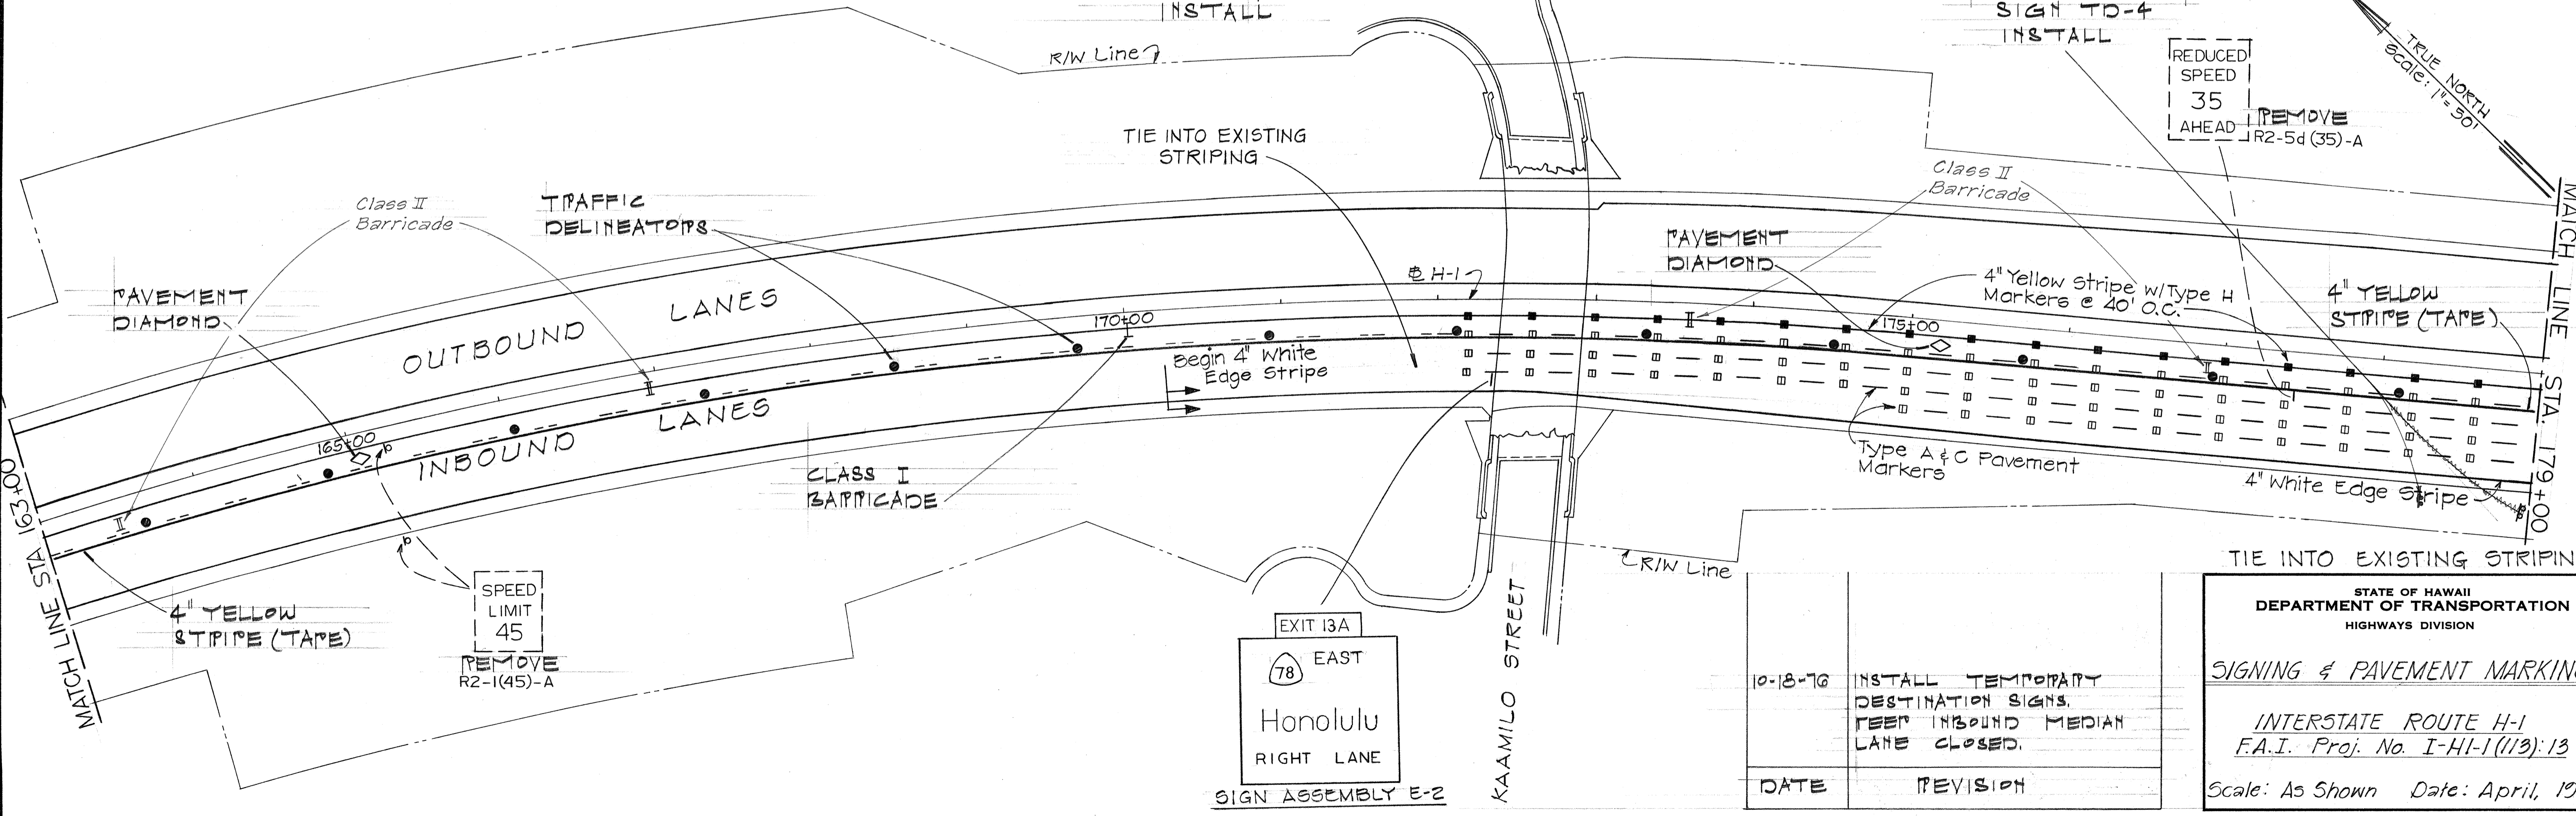 INSTALL
SIGN TD-4
INSTALL
R/W Line
REDUCED
SPEED
35
AHEAD
REMOVE
R2-5d (35)-A
TRUE NORTH
Scale: 1"= 50'
TIE INTO EXISTING
STRIPING
Class II
Barricade
TRAFFIC
DELINEATORS
Class II
Barricade
PAVEMENT
DIAMOND
PAVEMENT
DIAMOND
℄ H-1
4" Yellow Stripe w/Type H
Markers @ 40' O.C.
4" YELLOW
STRIPE (TAPE)
MATCH LINE STA. 179+00
OUTBOUND LANES
170+00
175+00
Begin 4" White
Edge Stripe
165+00
INBOUND LANES
CLASS I
BARRICADE
Type A & C Pavement
Markers
4" White Edge Stripe
MATCH LINE STA 163+00
4" YELLOW
STRIPE (TAPE)
SPEED
LIMIT
45
REMOVE
R2-1(45)-A
R/W Line
TIE INTO EXISTING STRIPIN
EXIT 13A
78 EAST
Honolulu
RIGHT LANE
SIGN ASSEMBLY E-2
KAAMILO STREET
10-18-76 INSTALL TEMPORARY
DESTINATION SIGNS.
KEEP INBOUND MEDIAN
LANE CLOSED.
DATE REVISION
STATE OF HAWAII
DEPARTMENT OF TRANSPORTATION
HIGHWAYS DIVISION
SIGNING & PAVEMENT MARKIN
INTERSTATE ROUTE H-1
F.A.I. Proj. No. I-H1-1(113):13
Scale: As Shown Date: April, 19